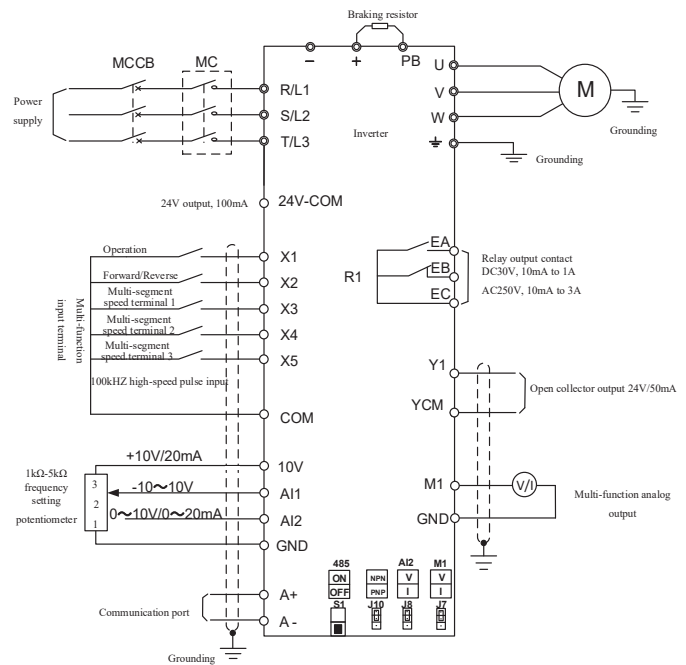 Braking resistor
MCCB
MC
−
+
PB
Power
supply
R/L1
S/L2
T/L3
Inverter
U
V
W
M
Grounding
Grounding
24V output, 100mA
24V-COM
Operation
X1
Forward/Reverse
X2
Multi-segment
speed terminal 1
X3
Multi-segment
speed terminal 2
X4
Multi-segment
speed terminal 3
X5
100kHZ high-speed pulse input
Multi-function
input terminal
COM
R1
EA
EB
EC
Relay output contact
DC30V, 10mA to 1A
AC250V, 10mA to 3A
Y1
YCM
Open collector output 24V/50mA
+10V/20mA
10V
1kΩ-5kΩ
frequency
setting
potentiometer
3
2
1
-10～10V
AI1
0～10V/0～20mA
AI2
GND
M1
V/I
GND
Multi-function analog
output
485
ON
OFF
S1
NPN
PNP
J10
AI2
V
I
J8
M1
V
I
J7
Communication port
A+
A -
Grounding